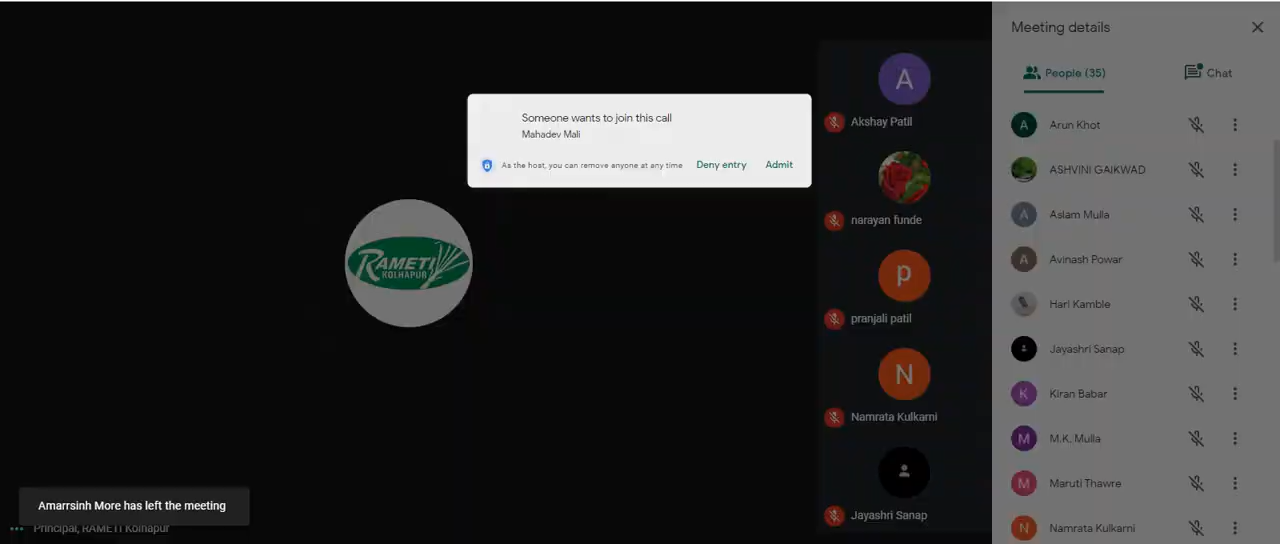 Meeting details
People (35)
Chat
Someone wants to join this call
Mahadev Mali
As the host, you can remove anyone at any time
Deny entry
Admit
RAMETI
KOLHAPUR
A
Akshay Patil
narayan funde
p
pranjali patil
N
Namrata Kulkarni
Jayashri Sanap
A
Arun Khot
ASHVINI GAIKWAD
A
Aslam Mulla
A
Avinash Powar
Hari Kamble
Jayashri Sanap
K
Kiran Babar
M
M.K. Mulla
M
Maruti Thawre
N
Namrata Kulkarni
Amarrsinh More has left the meeting
Principal, RAMETI Kolhapur